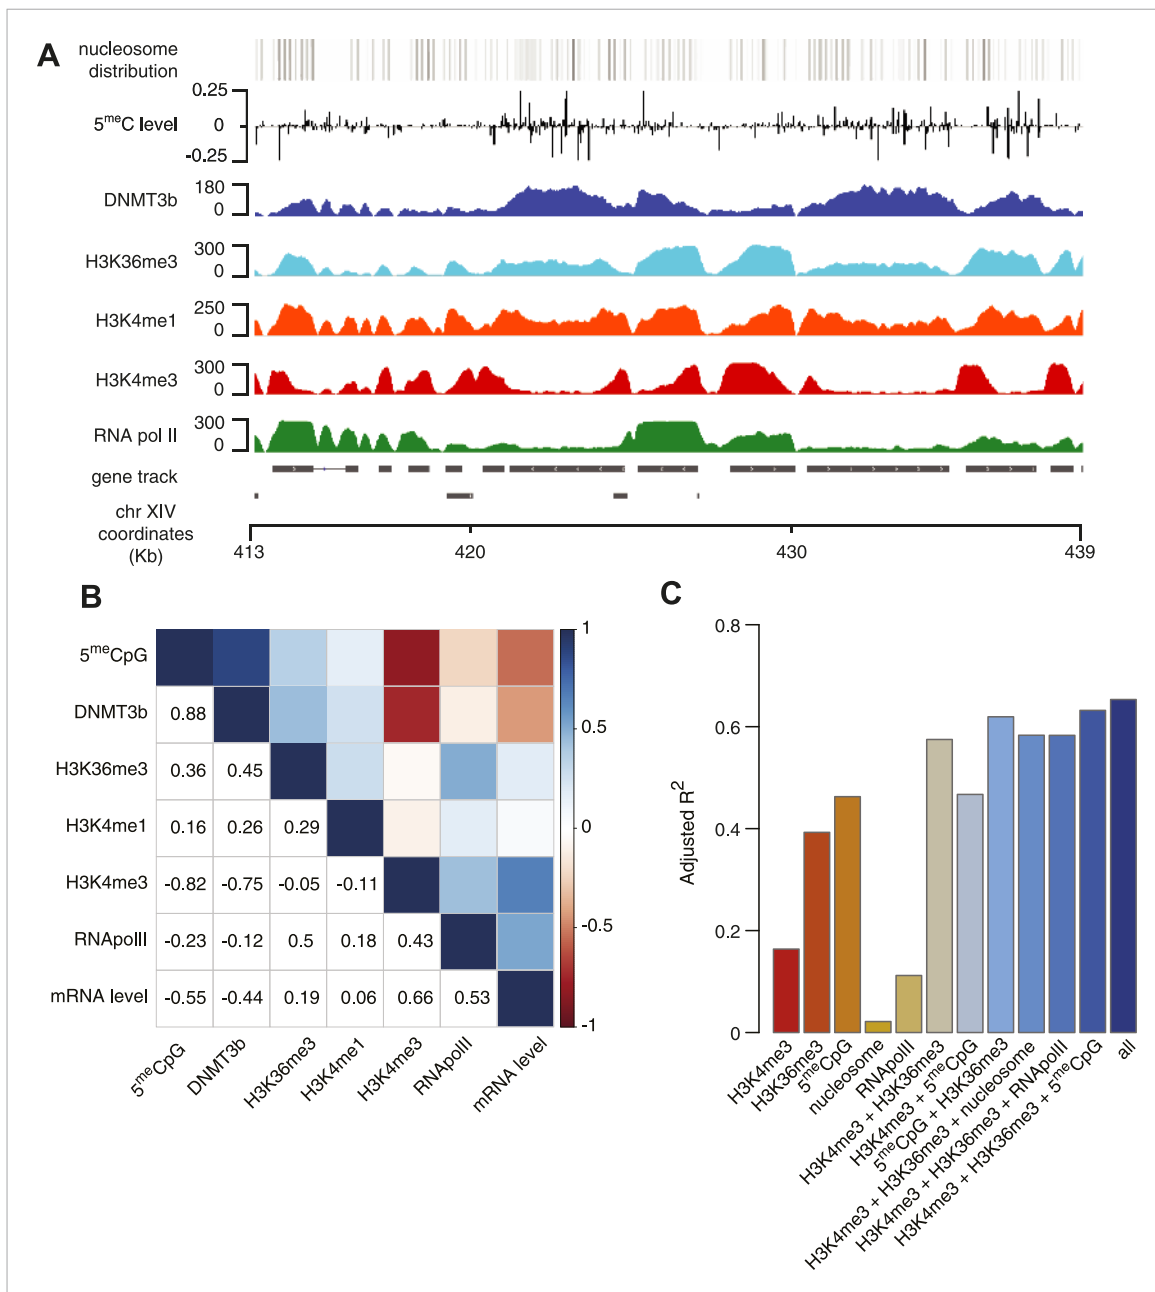 A
nucleosome
distribution
0.25
5meC level
0
-0.25
DNMT3b
180
0
H3K36me3
300
0
H3K4me1
250
0
H3K4me3
300
0
RNA pol II
300
0
gene track
chr XIV
coordinates
(Kb)
413
420
430
439
B
5meCpG
DNMT3b
0.88
H3K36me3
0.36 0.45
H3K4me1
0.16 0.26 0.29
H3K4me3
-0.82 -0.75 -0.05 -0.11
RNApolII
-0.23 -0.12 0.5 0.18 0.43
mRNA level
-0.55 -0.44 0.19 0.06 0.66 0.53
5meCpG
DNMT3b
H3K36me3
H3K4me1
H3K4me3
RNApolII
mRNA level
1
0.5
0
-0.5
-1
C
Adjusted R2
0.8
0.6
0.4
0.2
0
H3K4me3
H3K36me3
5meCpG
nucleosome
RNApolII
H3K4me3 + H3K36me3
H3K4me3 + 5meCpG
5meCpG + H3K36me3
H3K4me3 + H3K36me3 + nucleosome
H3K4me3 + H3K36me3 + RNApolII
H3K4me3 + H3K36me3 + 5meCpG
all